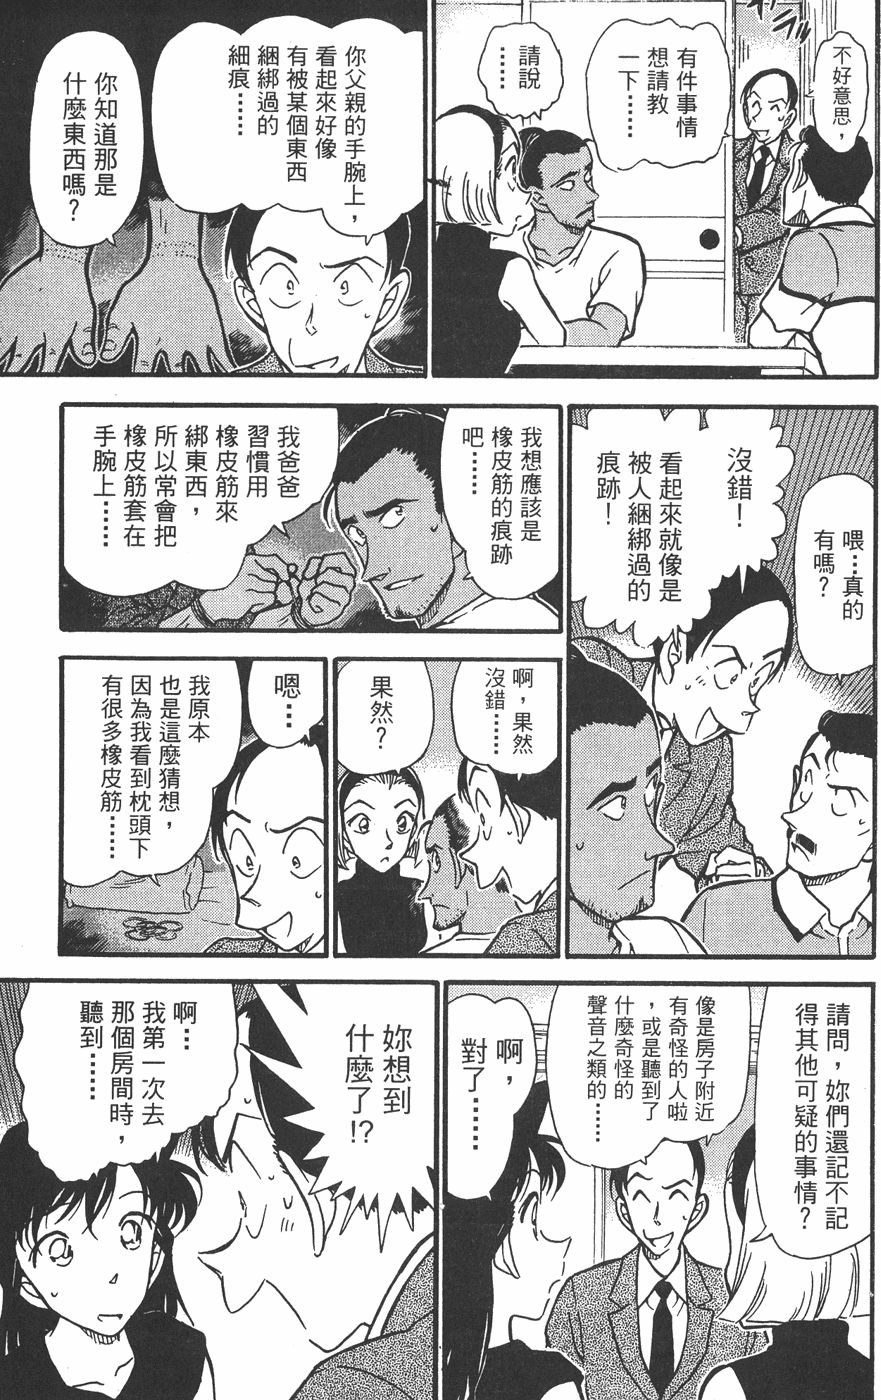 不好意思，
有件事情
想請教
一下……
請說
……
你父親的手腕上，
看起來好像
有被某個東西
綑綁過的
細痕……
你知道那是
什麼東西嗎？
喂…真的
有嗎？
沒錯！
看起來就像是
被人綑綁過的
痕跡！
我想應該是
橡皮筋的痕跡
吧……
我爸爸
習慣用
橡皮筋來
綁東西，
所以常會把
橡皮筋套在
手腕上……
啊，果然
沒錯……
果然？
嗯…
我原本
也是這麼猜想，
因為我看到枕頭下
有很多橡皮筋……
請問，妳們還記不記
得其他可疑的事情？
像是房子附近
有奇怪的人啦
，或是聽到了
什麼奇怪的
聲音之類的……
啊，
對了……
妳想到
什麼了!?
啊…
我第一次去
那個房間時，
聽到……